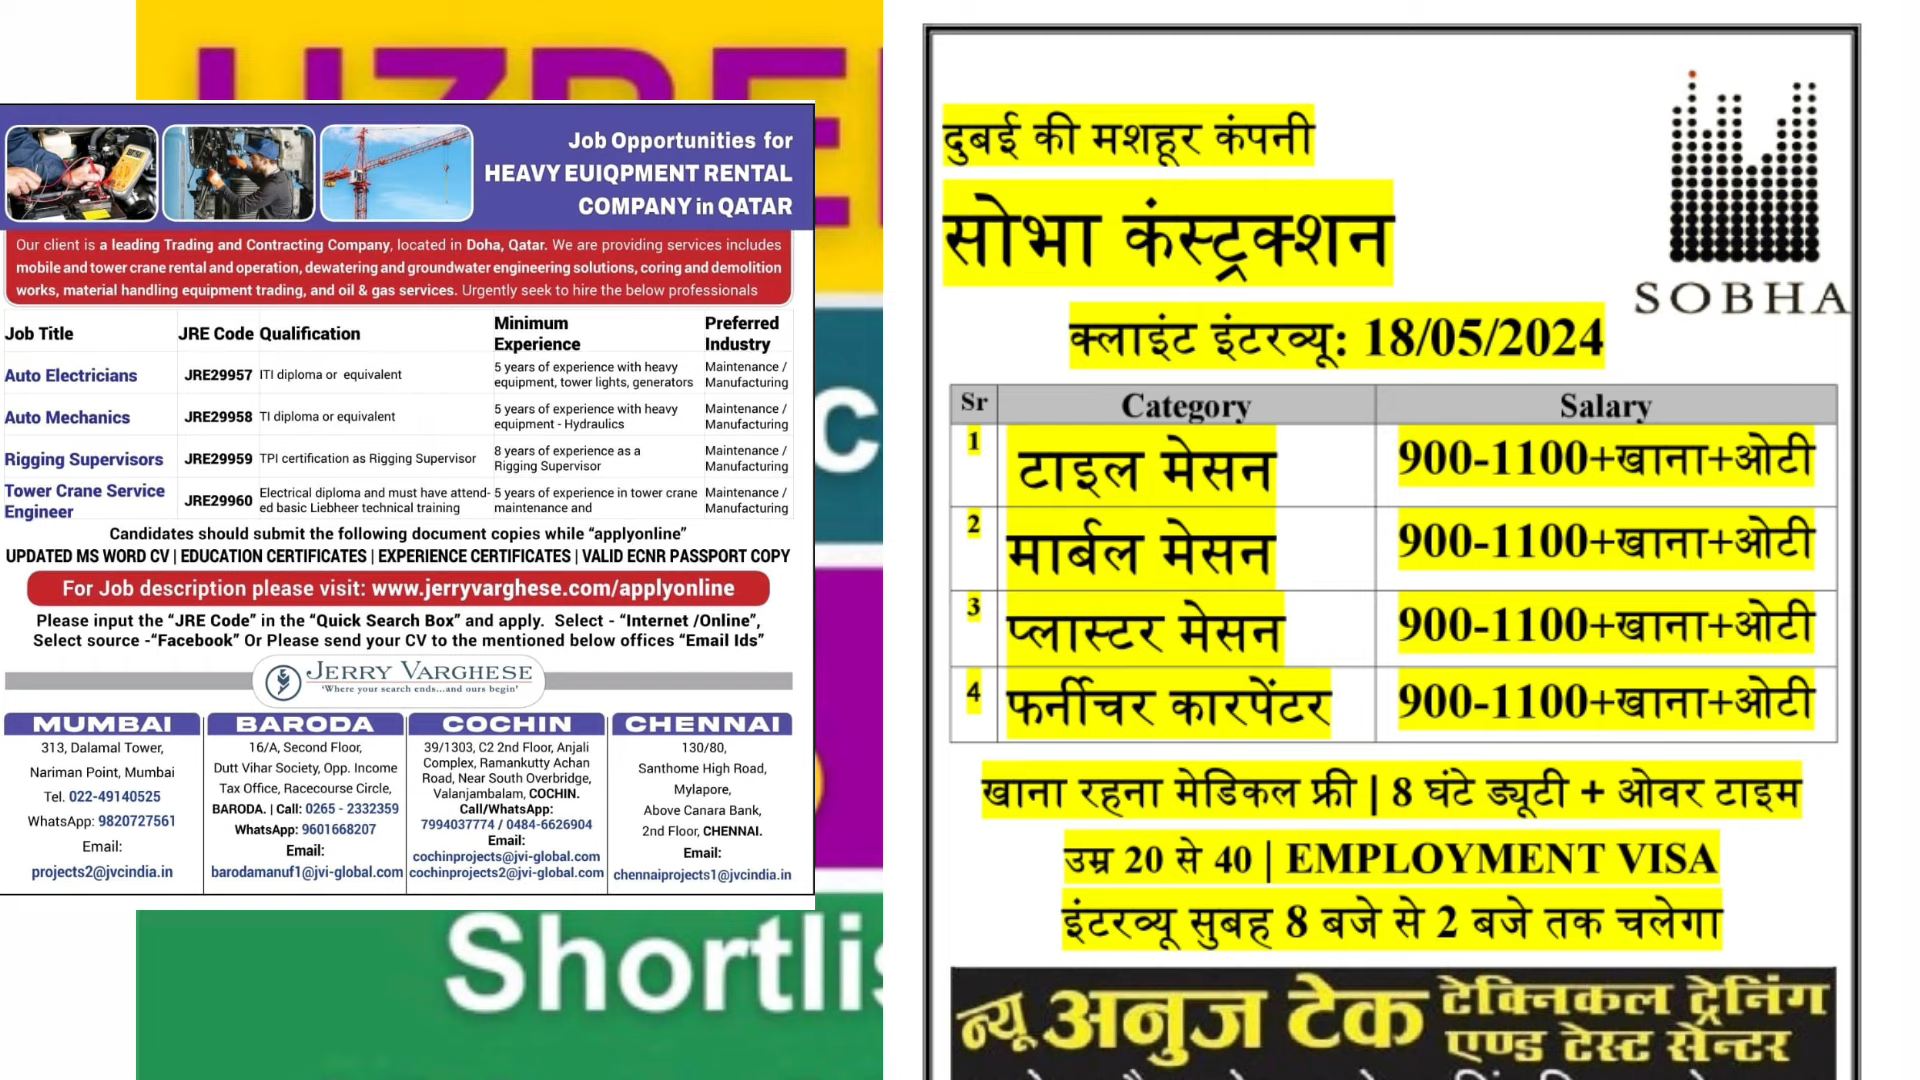 Job Opportunities for
HEAVY EUIQPMENT RENTAL
COMPANY in QATAR
Our client is a leading Trading and Contracting Company, located in Doha, Qatar. We are providing services includes
mobile and tower crane rental and operation, dewatering and groundwater engineering solutions, coring and demolition
works, material handling equipment trading, and oil & gas services. Urgently seek to hire the below professionals
Job Title JRE Code Qualification Minimum Experience Preferred Industry
Auto Electricians JRE29957 ITI diploma or equivalent 5 years of experience with heavy equipment, tower lights, generators Maintenance / Manufacturing
Auto Mechanics JRE29958 TI diploma or equivalent 5 years of experience with heavy equipment - Hydraulics Maintenance / Manufacturing
Rigging Supervisors JRE29959 TPI certification as Rigging Supervisor 8 years of experience as a Rigging Supervisor Maintenance / Manufacturing
Tower Crane Service Engineer JRE29960 Electrical diploma and must have attend-ed basic Liebheer technical training 5 years of experience in tower crane maintenance and Maintenance / Manufacturing
Candidates should submit the following document copies while “applyonline”
UPDATED MS WORD CV | EDUCATION CERTIFICATES | EXPERIENCE CERTIFICATES | VALID ECNR PASSPORT COPY
For Job description please visit: www.jerryvarghese.com/applyonline
Please input the “JRE Code” in the “Quick Search Box” and apply. Select - “Internet /Online”,
Select source -“Facebook” Or Please send your CV to the mentioned below offices “Email Ids”
JERRY VARGHESE
'Where your search ends...and ours begin'
MUMBAI
313, Dalamal Tower,
Nariman Point, Mumbai
Tel. 022-49140525
WhatsApp: 9820727561
Email:
projects2@jvcindia.in
BARODA
16/A, Second Floor,
Dutt Vihar Society, Opp. Income
Tax Office, Racecourse Circle,
BARODA. | Call: 0265 - 2332359
WhatsApp: 9601668207
Email:
barodamanuf1@jvi-global.com
COCHIN
39/1303, C2 2nd Floor, Anjali
Complex, Ramankutty Achan
Road, Near South Overbridge,
Valanjambalam, COCHIN.
Call/WhatsApp:
7994037774 / 0484-6626904
Email:
cochinprojects@jvi-global.com
cochinprojects2@jvi-global.com
CHENNAI
130/80,
Santhome High Road,
Mylapore,
Above Canara Bank,
2nd Floor, CHENNAI.
Email:
chennaiprojects1@jvcindia.in
दुबई की मशहूर कंपनी
सोभा कंस्ट्रक्शन
SOBHA
क्लाइंट इंटरव्यू: 18/05/2024
Sr Category Salary
1 टाइल मेसन 900-1100+खाना+ओटी
2 मार्बल मेसन 900-1100+खाना+ओटी
3 प्लास्टर मेसन 900-1100+खाना+ओटी
4 फर्नीचर कारपेंटर 900-1100+खाना+ओटी
खाना रहना मेडिकल फ्री | 8 घंटे ड्यूटी + ओवर टाइम
उम्र 20 से 40 | EMPLOYMENT VISA
इंटरव्यू सुबह 8 बजे से 2 बजे तक चलेगा
न्यू अनुज टेक टेक्निकल ट्रेनिंग
एण्ड टेस्ट सेन्टर